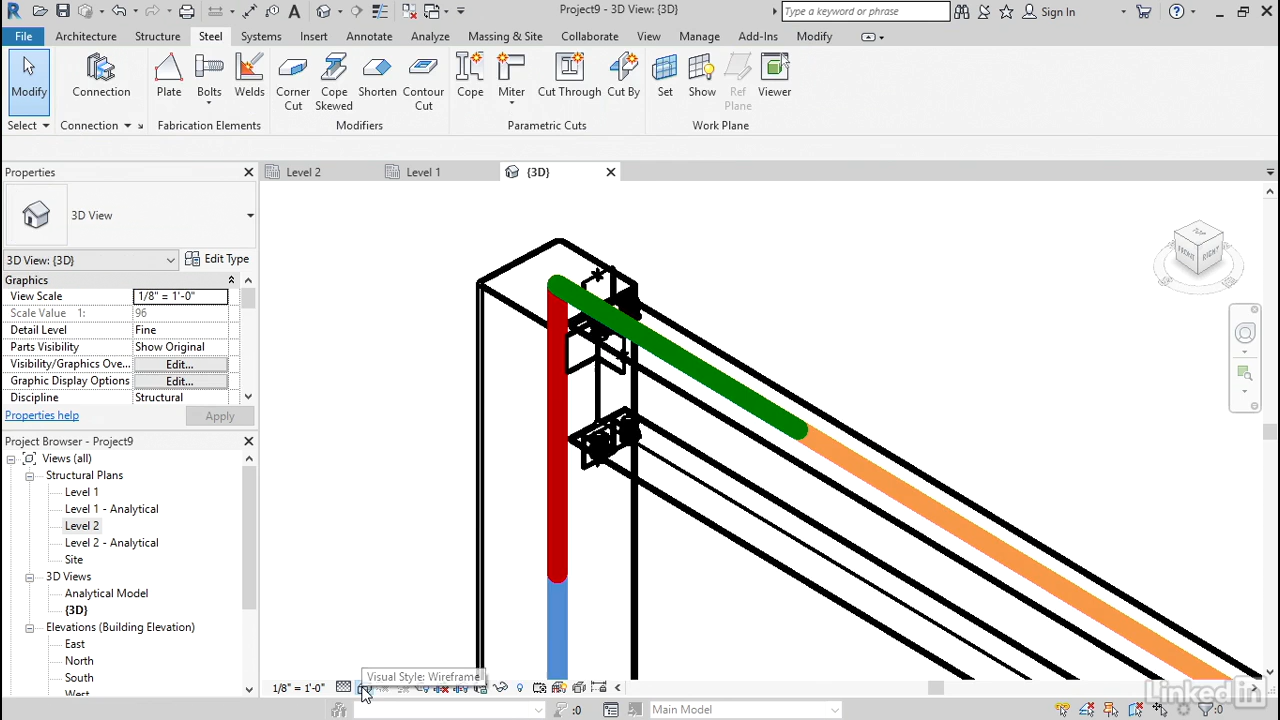 Project9 - 3D View: {3D}
Type a keyword or phrase
Sign In
File Architecture Structure Steel Systems Insert Annotate Analyze Massing & Site Collaborate View Manage Add-Ins Modify
Modify Connection Plate Bolts Welds Corner Cut Cope Skewed Shorten Contour Cut Cope Miter Cut Through Cut By Set Show Ref Plane Viewer
Select Connection Fabrication Elements Modifiers Parametric Cuts Work Plane
Properties
Level 2 Level 1 {3D}
3D View
3D View: {3D} Edit Type
Graphics
View Scale 1/8" = 1'-0"
Scale Value 1: 96
Detail Level Fine
Parts Visibility Show Original
Visibility/Graphics Ove... Edit...
Graphic Display Options Edit...
Discipline Structural
Properties help Apply
Project Browser - Project9
Views (all)
Structural Plans
Level 1
Level 1 - Analytical
Level 2
Level 2 - Analytical
Site
3D Views
Analytical Model
{3D}
Elevations (Building Elevation)
East
North
South
West
TOP
FRONT RIGHT
Visual Style: Wireframe
1/8" = 1'-0"
:0 Main Model :0
Linked in